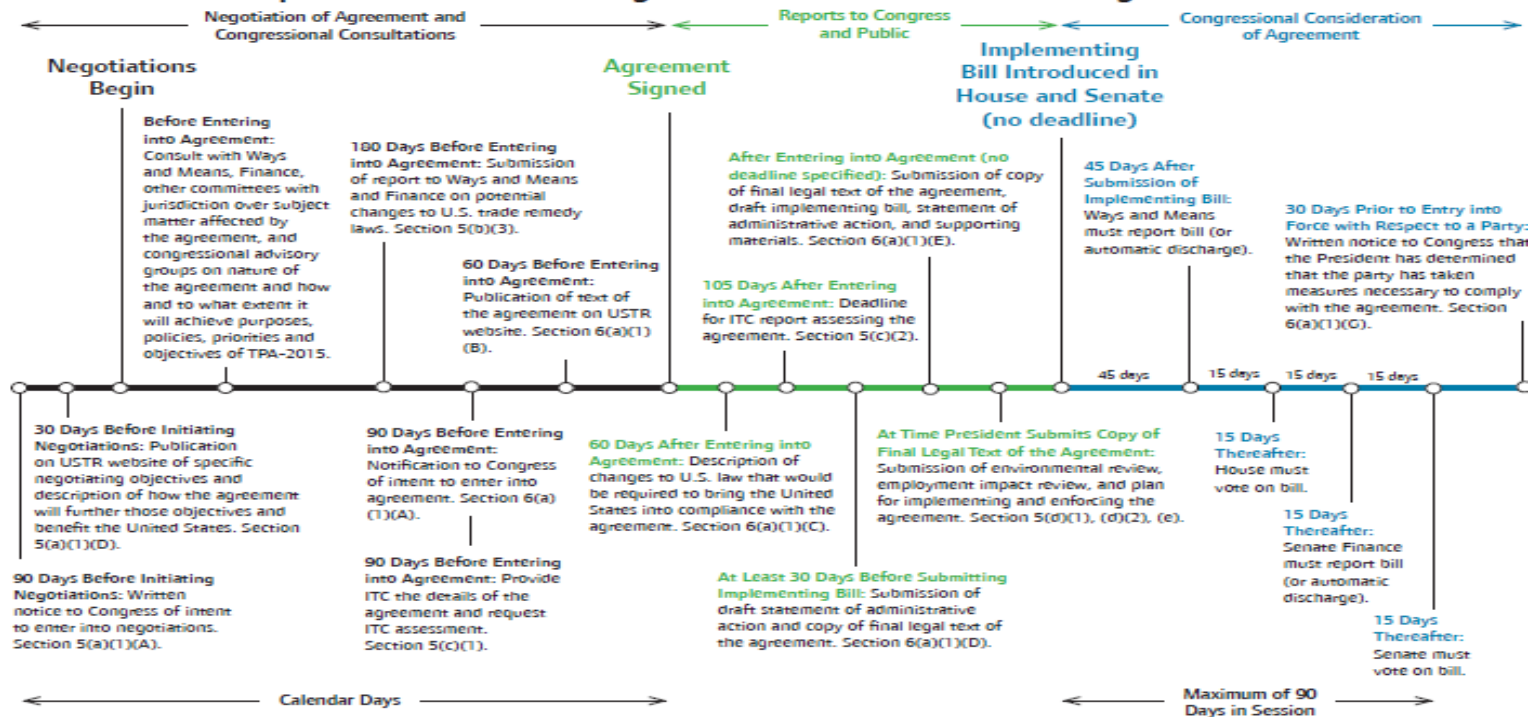 Negotiation of Agreement and
Congressional Consultations
Reports to Congress
and Public
Congressional Consideration
of Agreement
Negotiations
Begin
Agreement
Signed
Implementing
Bill Introduced in
House and Senate
(no deadline)
Before Entering
into Agreement:
Consult with Ways
and Means, Finance,
other committees with
jurisdiction over subject
matter affected by
the agreement, and
congressional advisory
groups on nature of
the agreement and how
and to what extent it
will achieve purposes,
policies, priorities and
objectives of TPA-2015.
180 Days Before Entering
into Agreement: Submission
of report to Ways and Means
and Finance on potential
changes to U.S. trade remedy
laws. Section 5(b)(3).
60 Days Before Entering
into Agreement:
Publication of text of
the agreement on USTR
website. Section 6(a)(1)
(B).
After Entering into Agreement (no
deadline specified): Submission of copy
of final legal text of the agreement,
draft implementing bill, statement of
administrative action, and supporting
materials. Section 6(a)(1)(E).
105 Days After Entering
into Agreement: Deadline
for ITC report assessing the
agreement. Section 5(c)(2).
45 Days After
Submission of
Implementing Bill:
Ways and Means
must report bill (or
automatic discharge).
30 Days Prior to Entry into
Force with Respect to a Party:
Written notice to Congress that
the President has determined
that the party has taken
measures necessary to comply
with the agreement. Section
6(a)(1)(G).
45 days
15 days
15 days
15 days
30 Days Before Initiating
Negotiations: Publication
on USTR website of specific
negotiating objectives and
description of how the agreement
will further those objectives and
benefit the United States. Section
5(a)(1)(D).
90 Days Before Initiating
Negotiations: Written
notice to Congress of intent
to enter into negotiations.
Section 5(a)(1)(A).
90 Days Before Entering
into Agreement:
Notification to Congress
of intent to enter into
agreement. Section 6(a)
(1)(A).
90 Days Before Entering
into Agreement: Provide
ITC the details of the
agreement and request
ITC assessment.
Section 5(c)(1).
60 Days After Entering into
Agreement: Description of
changes to U.S. law that would
be required to bring the United
States into compliance with the
agreement. Section 6(a)(1)(C).
At Least 30 Days Before Submitting
Implementing Bill: Submission of
draft statement of administrative
action and copy of final legal text of
the agreement. Section 6(a)(1)(D).
At Time President Submits Copy of
Final Legal Text of the Agreement:
Submission of environmental review,
employment impact review, and plan
for implementing and enforcing the
agreement. Section 5(d)(1), (d)(2), (e).
15 Days
Thereafter:
House must
vote on bill.
15 Days
Thereafter:
Senate Finance
must report bill
(or automatic
discharge).
15 Days
Thereafter:
Senate must
vote on bill.
Calendar Days
Maximum of 90
Days in Session